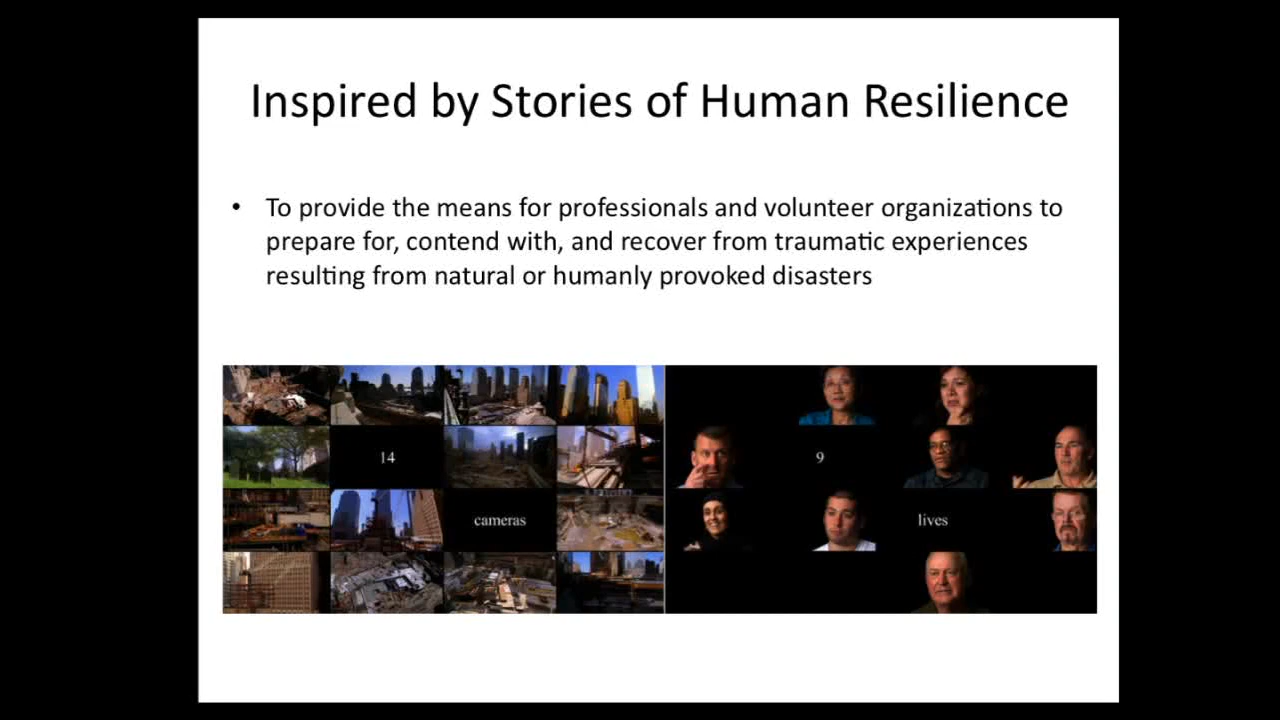 Inspired by Stories of Human Resilience
• To provide the means for professionals and volunteer organizations to
prepare for, contend with, and recover from traumatic experiences
resulting from natural or humanly provoked disasters
14
9
cameras
lives